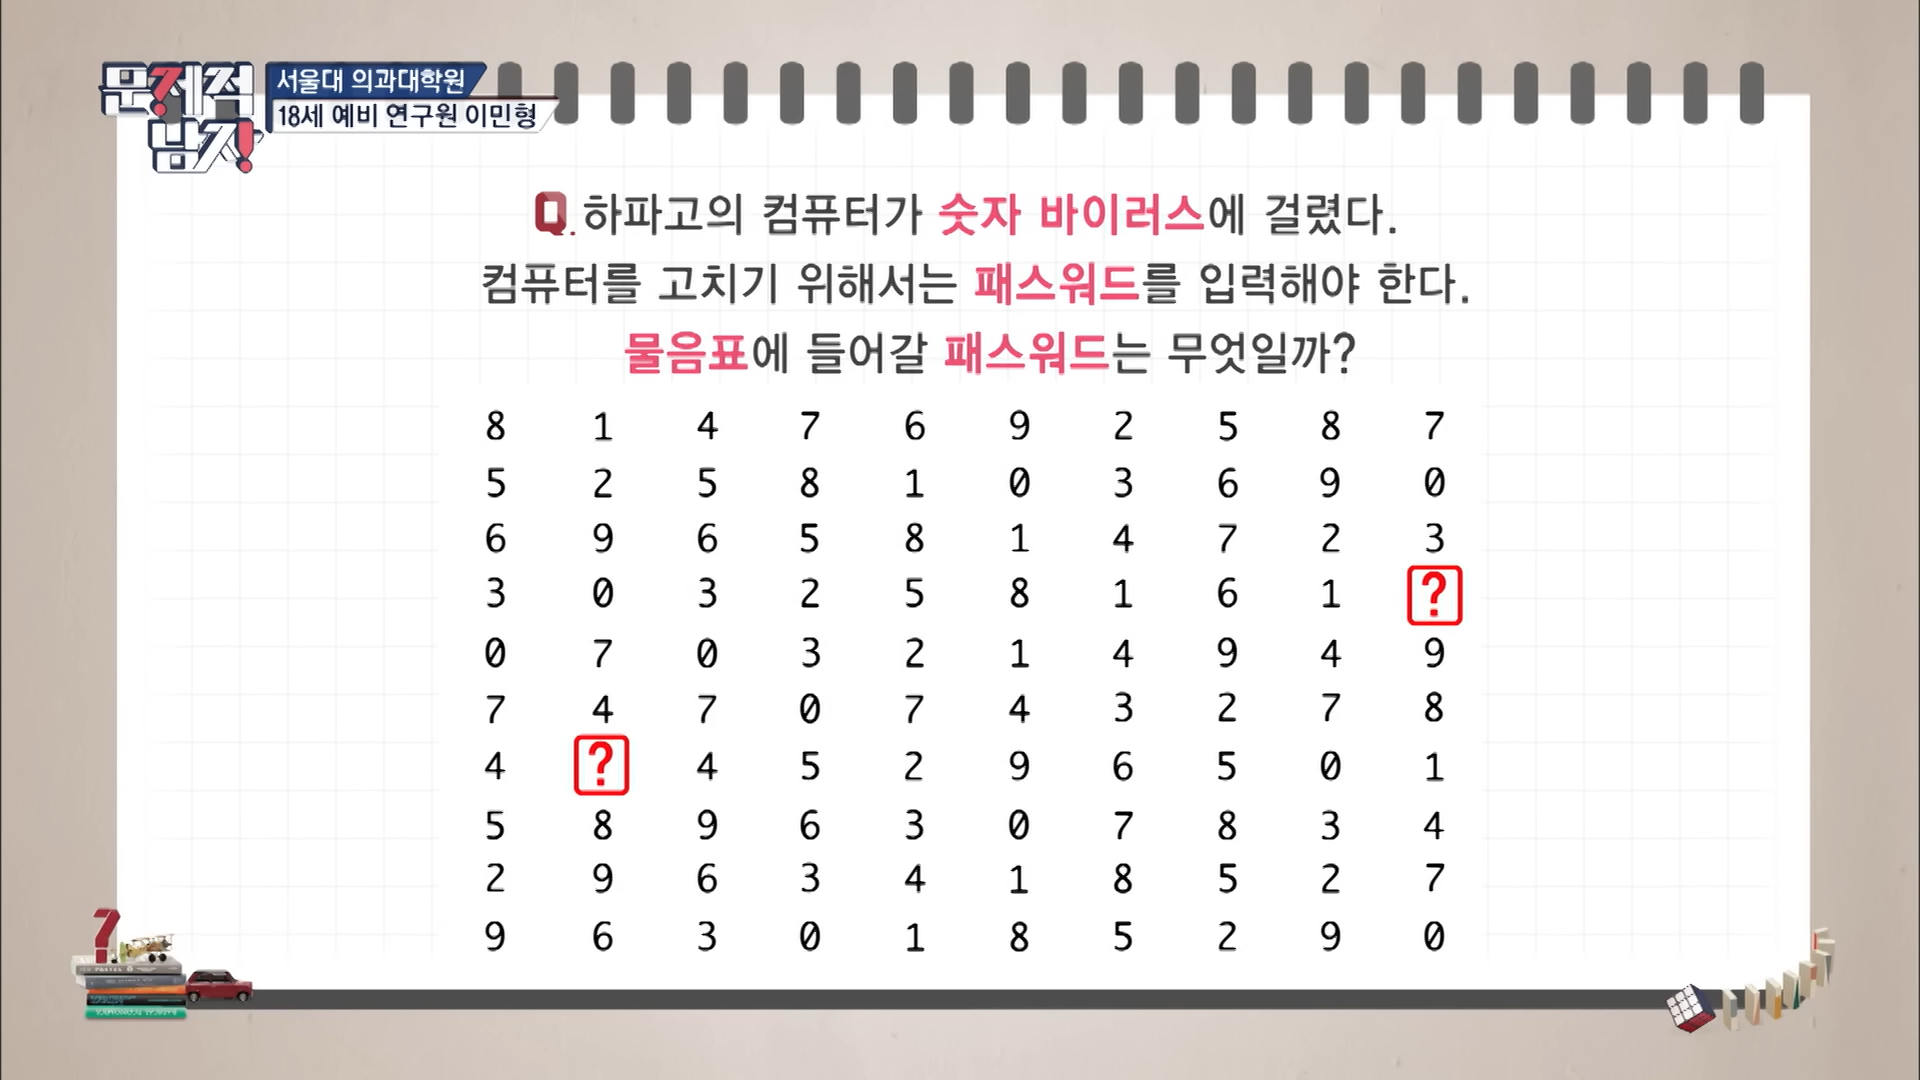 문제적
남자!
서울대 의과대학원
18세 예비 연구원 이민형
Q. 하파고의 컴퓨터가 숫자 바이러스에 걸렸다.
컴퓨터를 고치기 위해서는 패스워드를 입력해야 한다.
물음표에 들어갈 패스워드는 무엇일까?
8 1 4 7 6 9 2 5 8 7
5 2 5 8 1 0 3 6 9 0
6 9 6 5 8 1 4 7 2 3
3 0 3 2 5 8 1 6 1 ?
0 7 0 3 2 1 4 9 4 9
7 4 7 0 7 4 3 2 7 8
4 ? 4 5 2 9 6 5 0 1
5 8 9 6 3 0 7 8 3 4
2 9 6 3 4 1 8 5 2 7
9 6 3 0 1 8 5 2 9 0